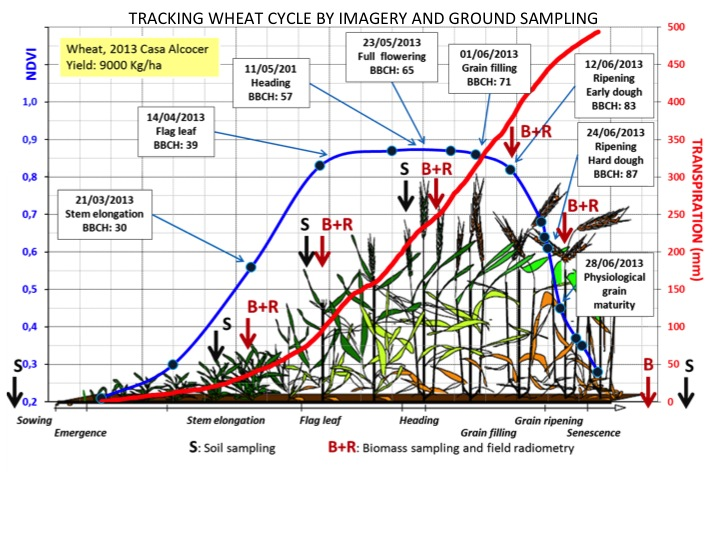 TRACKING WHEAT CYCLE BY IMAGERY AND GROUND SAMPLING
NDVI
1,0
0,9
0,8
0,7
0,6
0,5
0,4
0,3
0,2
Wheat, 2013 Casa Alcocer
Yield: 9000 Kg/ha
21/03/2013
Stem elongation
BBCH: 30
14/04/2013
Flag leaf
BBCH: 39
11/05/201
Heading
BBCH: 57
23/05/2013
Full flowering
BBCH: 65
01/06/2013
Grain filling
BBCH: 71
12/06/2013
Ripening
Early dough
BBCH: 83
24/06/2013
Ripening
Hard dough
BBCH: 87
28/06/2013
Physiological
grain
maturity
S
S
B+R
S
B+R
S
B+R
B+R
B+R
B
S
500
450
400
350
300
250
200
150
100
50
0
TRANSPIRATION (mm)
Sowing
Emergence
Stem elongation
Flag leaf
Heading
Grain filling
Grain ripening
Senescence
S: Soil sampling
B+R: Biomass sampling and field radiometry